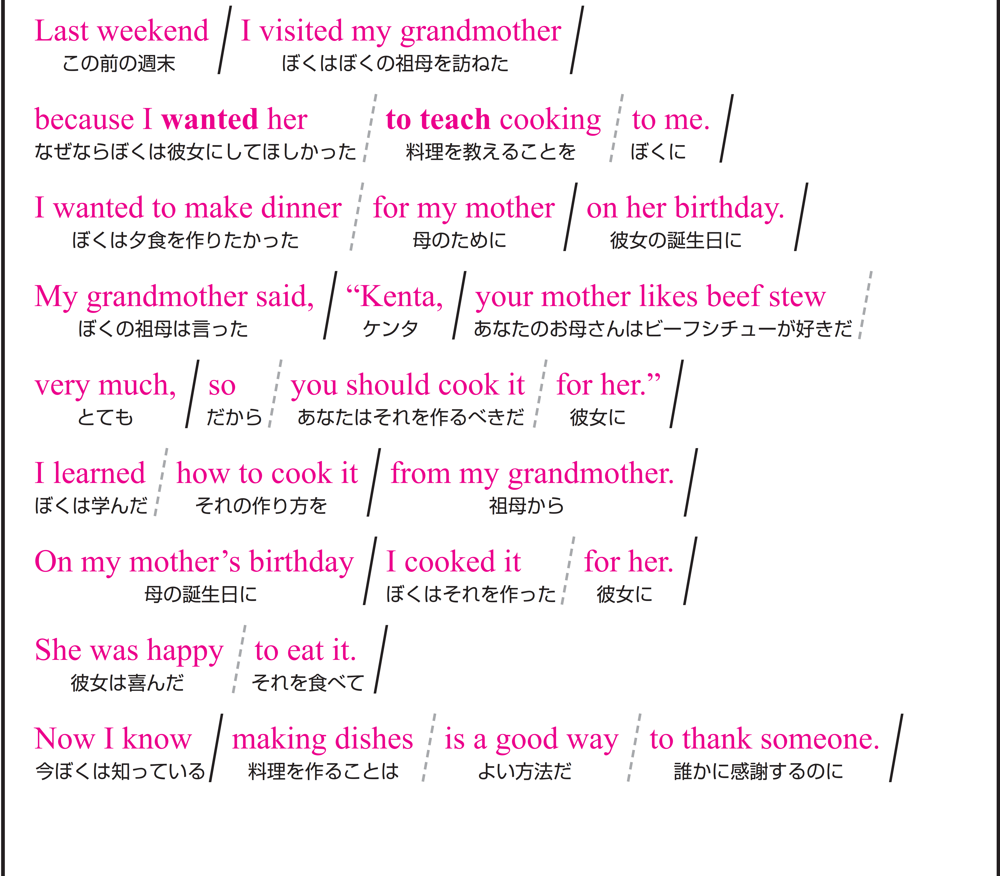 Last weekend / I visited my grandmother /
この前の週末 ぼくはぼくの祖母を訪ねた
because I wanted her / to teach cooking / to me. /
なぜならぼくは彼女にしてほしかった 料理を教えることを ぼくに
I wanted to make dinner / for my mother / on her birthday. /
ぼくは夕食を作りたかった 母のために 彼女の誕生日に
My grandmother said, / “Kenta, / your mother likes beef stew /
ぼくの祖母は言った ケンタ あなたのお母さんはビーフシチューが好きだ
very much, / so / you should cook it / for her.” /
とても だから あなたはそれを作るべきだ 彼女に
I learned / how to cook it / from my grandmother. /
ぼくは学んだ それの作り方を 祖母から
On my mother’s birthday / I cooked it / for her. /
母の誕生日に ぼくはそれを作った 彼女に
She was happy / to eat it. /
彼女は喜んだ それを食べて
Now I know / making dishes / is a good way / to thank someone. /
今ぼくは知っている 料理を作ることは よい方法だ 誰かに感謝するのに